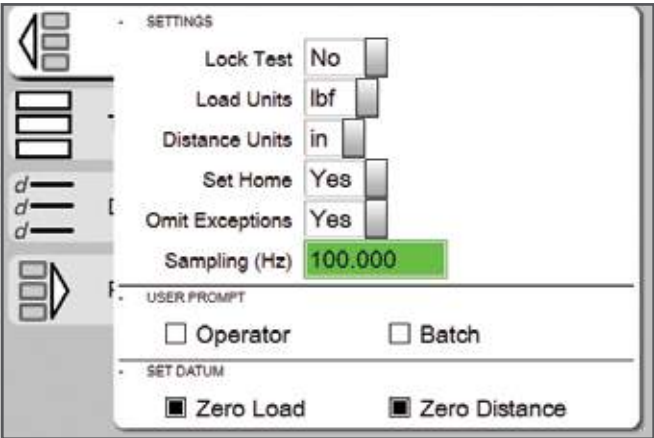 SETTINGS
Lock Test No
Load Units lbf
Distance Units in
Set Home Yes
Omit Exceptions Yes
Sampling (Hz) 100.000
USER PROMPT
Operator Batch
SET DATUM
Zero Load Zero Distance
d
d
d